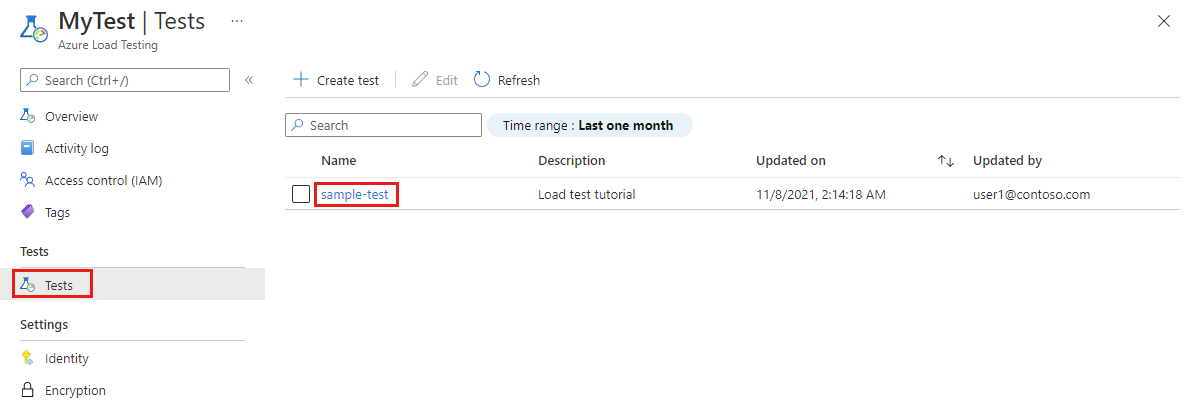 MyTest | Tests ...
Azure Load Testing
Search (Ctrl+/)
«
Overview
Activity log
Access control (IAM)
Tags
Tests
Tests
Settings
Identity
Encryption
Create test
Edit
Refresh
Search
Time range : Last one month
Name Description Updated on Updated by
sample-test Load test tutorial 11/8/2021, 2:14:18 AM user1@contoso.com